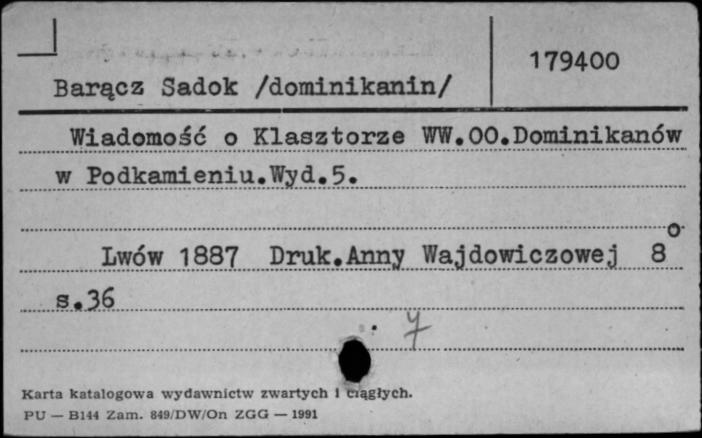 179400
Barącz Sadok /dominikanin/
Wiadomość o Klasztorze WW.OO.Dominikanów
w Podkamieniu.Wyd.5.
Lwów 1887 Druk.Anny Wajdowiczowej 8°
s.36
Karta katalogowa wydawnictw zwartych i ciągłych.
PU — B144 Zam. 849/DW/On ZGG — 1991